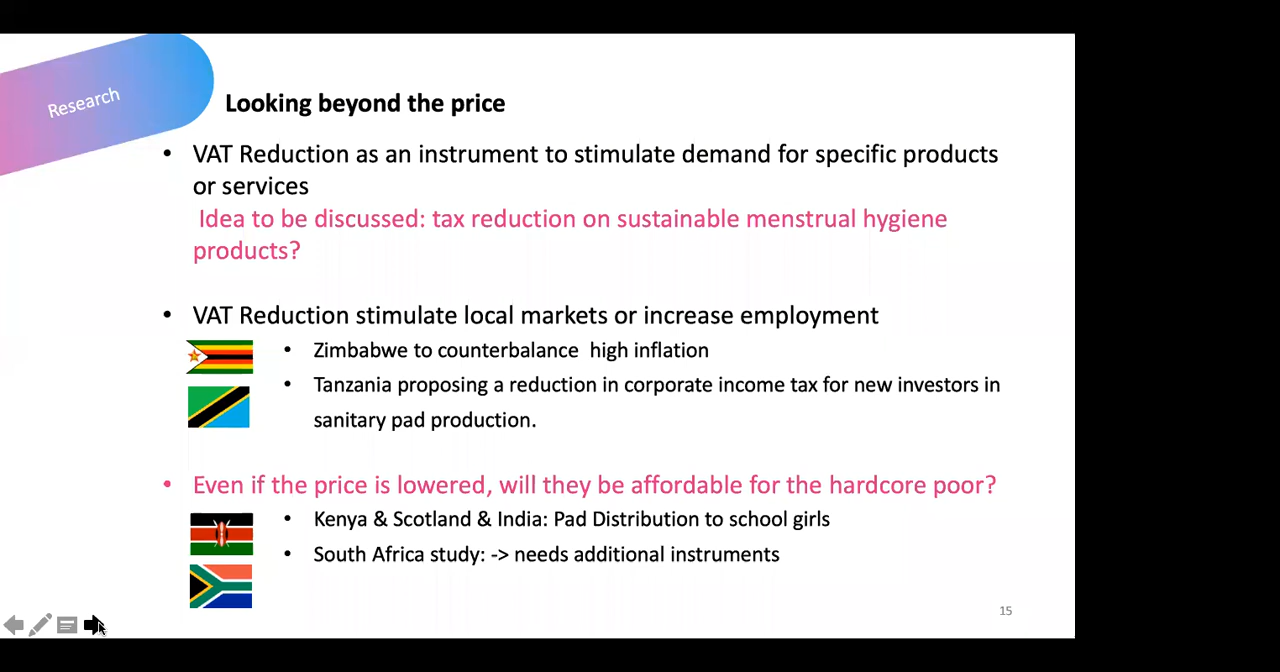 Research
Looking beyond the price
• VAT Reduction as an instrument to stimulate demand for specific products
or services
Idea to be discussed: tax reduction on sustainable menstrual hygiene
products?
• VAT Reduction stimulate local markets or increase employment
• Zimbabwe to counterbalance  high inflation
• Tanzania proposing a reduction in corporate income tax for new investors in
sanitary pad production.
• Even if the price is lowered, will they be affordable for the hardcore poor?
• Kenya & Scotland & India: Pad Distribution to school girls
• South Africa study: -> needs additional instruments
15